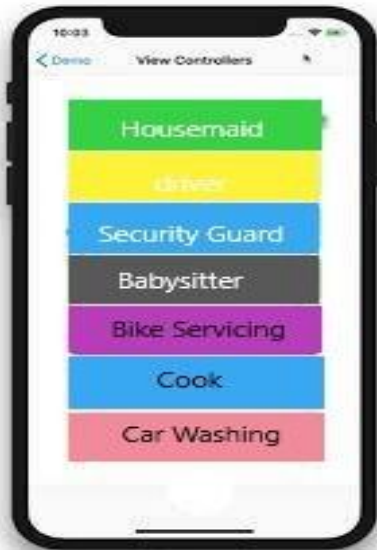 10:03
< Demo View Controllers
Housemaid
driver
Security Guard
Babysitter
Bike Servicing
Cook
Car Washing